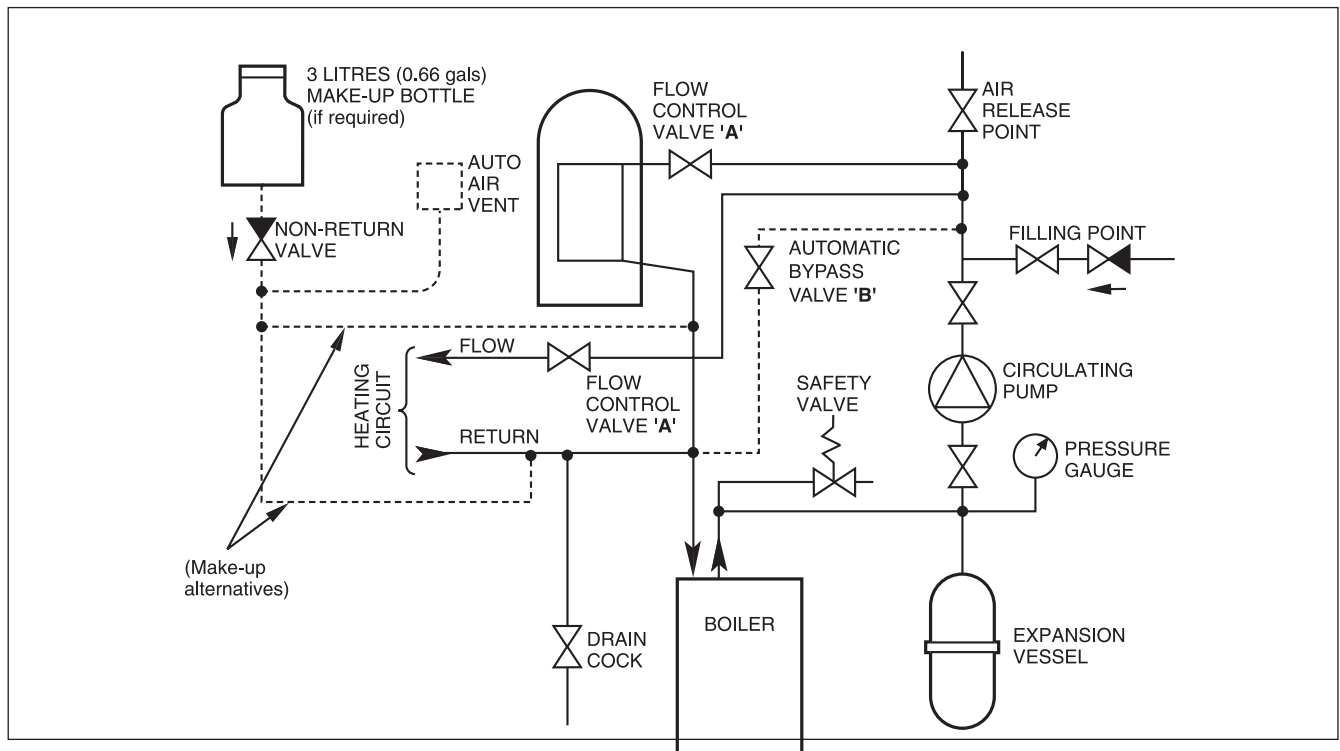 3 LITRES (0.66 gals)
MAKE-UP BOTTLE
(if required)
FLOW
CONTROL
VALVE 'A'
AIR
RELEASE
POINT
AUTO
AIR
VENT
NON-RETURN
VALVE
AUTOMATIC
BYPASS
VALVE 'B'
FILLING POINT
FLOW
FLOW
CONTROL
VALVE 'A'
HEATING
CIRCUIT
RETURN
SAFETY
VALVE
CIRCULATING
PUMP
PRESSURE
GAUGE
(Make-up
alternatives)
DRAIN
COCK
BOILER
EXPANSION
VESSEL